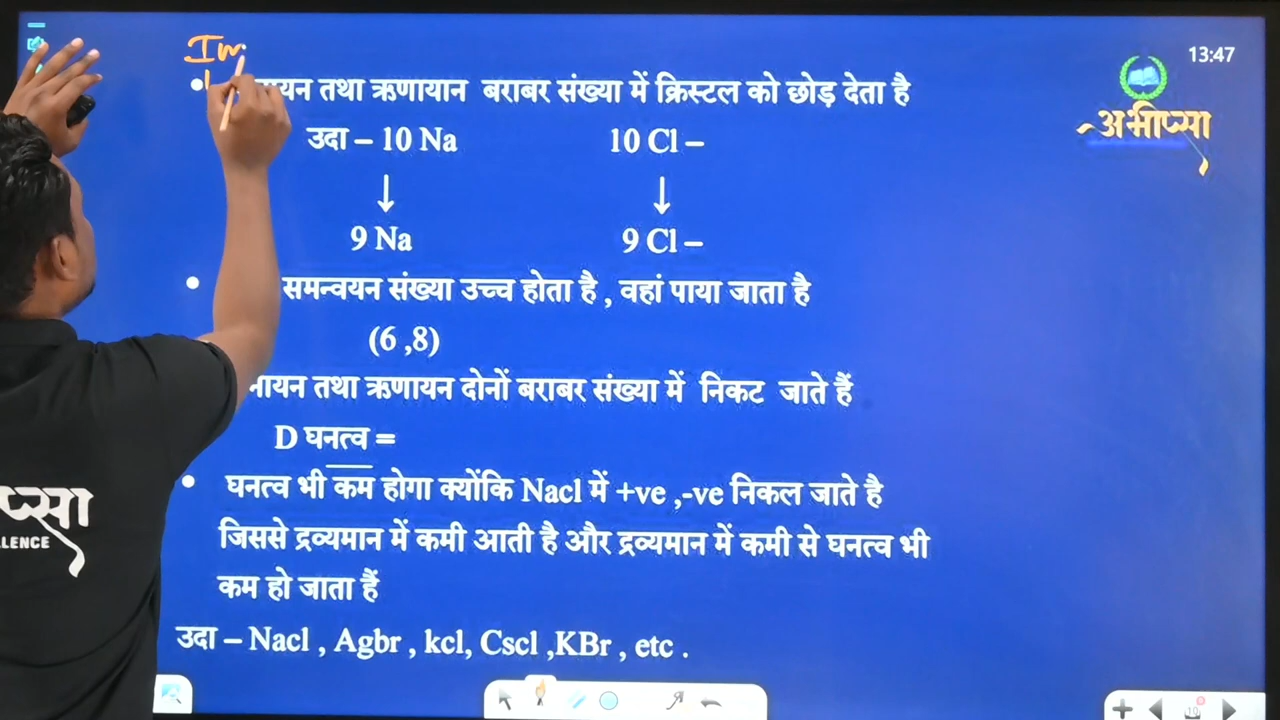 Im
13:47
तथा ऋणायान बराबर संख्या में क्रिस्टल को छोड़ देता है
अभीप्सा
उदा – 10 Na 10 Cl –
↓ ↓
9 Na 9 Cl –
• समन्वयन संख्या उच्च होता है , वहां पाया जाता है
(6 ,8)
तथा ऋणायन दोनों बराबर संख्या में निकट जाते हैं
D घनत्व =
• घनत्व भी कम होगा क्योंकि Nacl में +ve ,-ve निकल जाते है
जिससे द्रव्यमान में कमी आती है और द्रव्यमान में कमी से घनत्व भी
कम हो जाता हैं
उदा – Nacl , Agbr , kcl, Cscl ,KBr , etc .